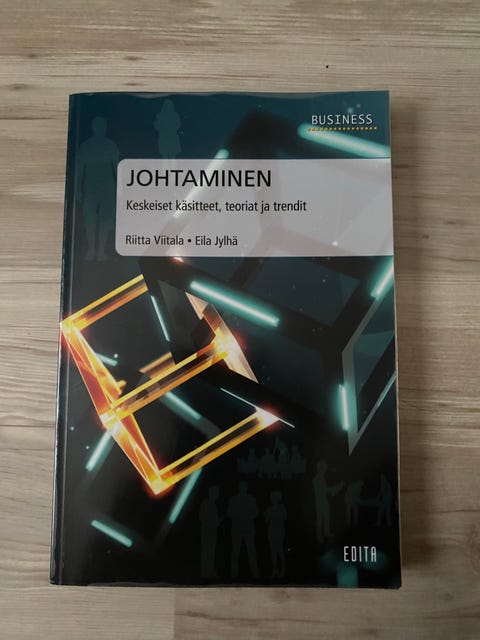 BUSINESS
JOHTAMINEN
Keskeiset käsitteet, teoriat ja trendit
Riitta Viitala • Eila Jylhä
EDITA